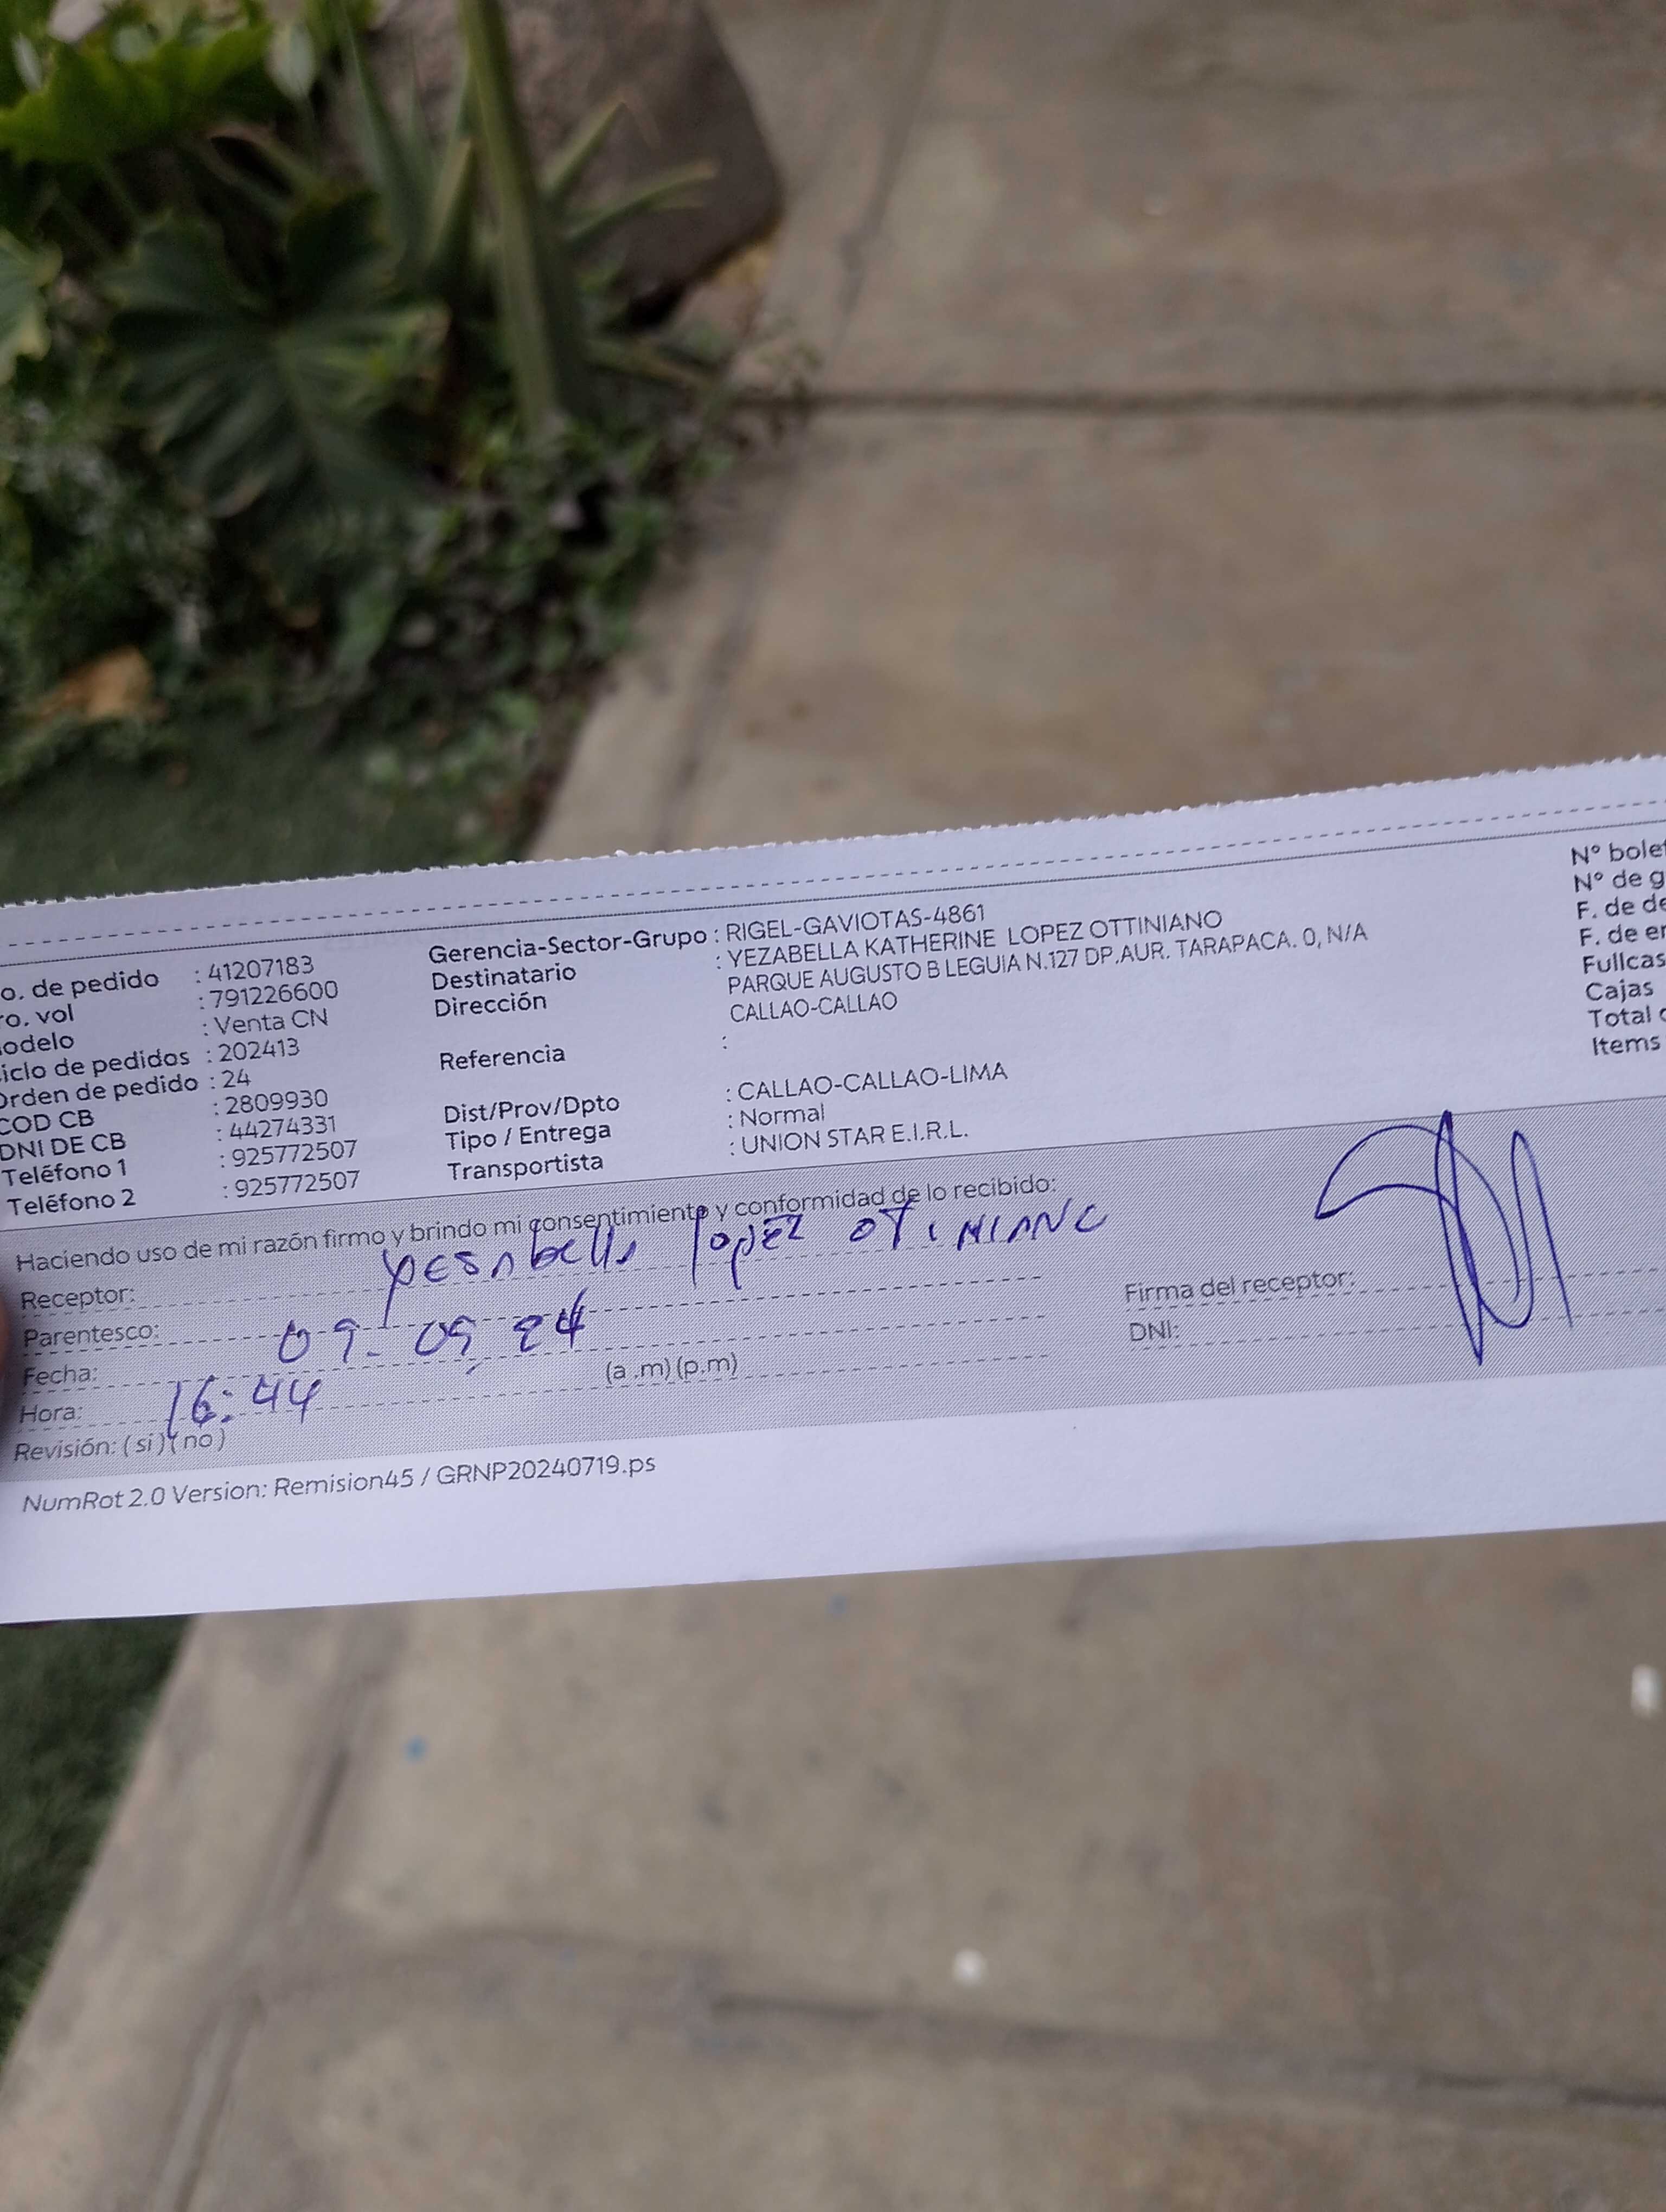 o. de pedido : 41207183
ro. vol : 791226600
odelo : Venta CN
iclo de pedidos : 202413
Orden de pedido : 24
COD CB : 2809930
DNI DE CB : 44274331
Teléfono 1 : 925772507
Teléfono 2 : 925772507
Gerencia-Sector-Grupo : RIGEL-GAVIOTAS-4861
Destinatario : YEZABELLA KATHERINE LOPEZ OTTINIANO
Dirección PARQUE AUGUSTO B LEGUIA N.127 DP.AUR. TARAPACA. 0, N/A
CALLAO-CALLAO
Referencia :
Dist/Prov/Dpto : CALLAO-CALLAO-LIMA
Tipo / Entrega : Normal
Transportista : UNION STAR E.I.R.L.
N° bolet
N° de g
F. de de
F. de en
Fullcas
Cajas
Total d
Items
Haciendo uso de mi razón firmo y brindo mi consentimiento y conformidad de lo recibido:
Receptor: yesabella lopez OTINIANO
Parentesco:
Fecha: 09-09 24
Hora: 16:44 (a .m) (p.m)
Revisión: ( si ) ( no )
Firma del receptor:
DNI:
NumRot 2.0 Version: Remision45 / GRNP20240719.ps